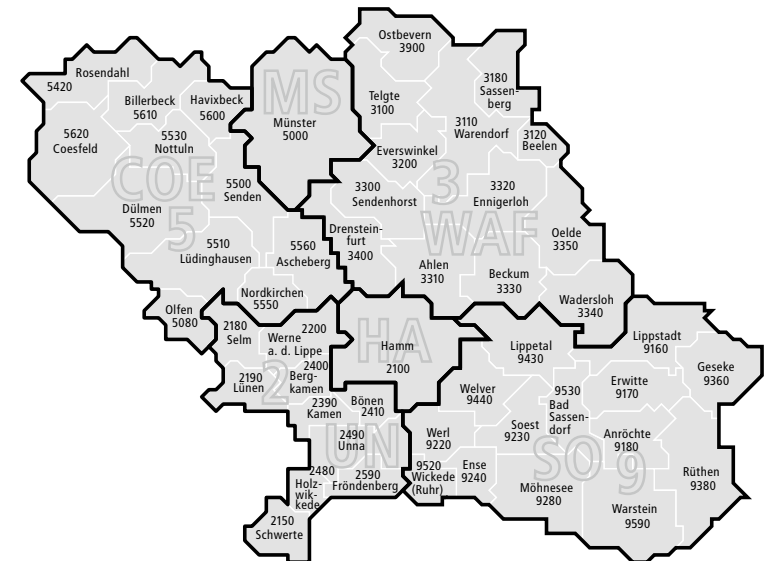 Ostbevern
3900
Rosendahl
5420
MS
3180
Sassen-
berg
Billerbeck
5610
Havixbeck
5600
Telgte
3100
Münster
5000
3110
Warendorf
3120
Beelen
5620
Coesfeld
5530
Nottuln
Everswinkel
3200
COE
5
5500
Senden
3300
Sendenhorst
3
WAF
3320
Ennigerloh
Dülmen
5520
Drenstein-
furt
3400
Oelde
3350
5510
Lüdinghausen
5560
Ascheberg
Ahlen
3310
Beckum
3330
Nordkirchen
5550
Wadersloh
3340
Olfen
5080
2180
Selm
2200
Werne
a. d. Lippe
HA
Hamm
2100
Lippetal
9430
Lippstadt
9160
Geseke
9360
2190
Lünen
2
2400
Berg-
kamen
Welver
9440
9530
Bad
Sassen-
dorf
Erwitte
9170
2390
Kamen
Bönen
2410
Soest
9230
Anröchte
9180
2490
Unna
UN
Werl
9220
SO
9
2480
Holz-
wik-
kede
2590
Fröndenberg
9520
Wickede
(Ruhr)
Ense
9240
Möhnesee
9280
Rüthen
9380
2150
Schwerte
Warstein
9590